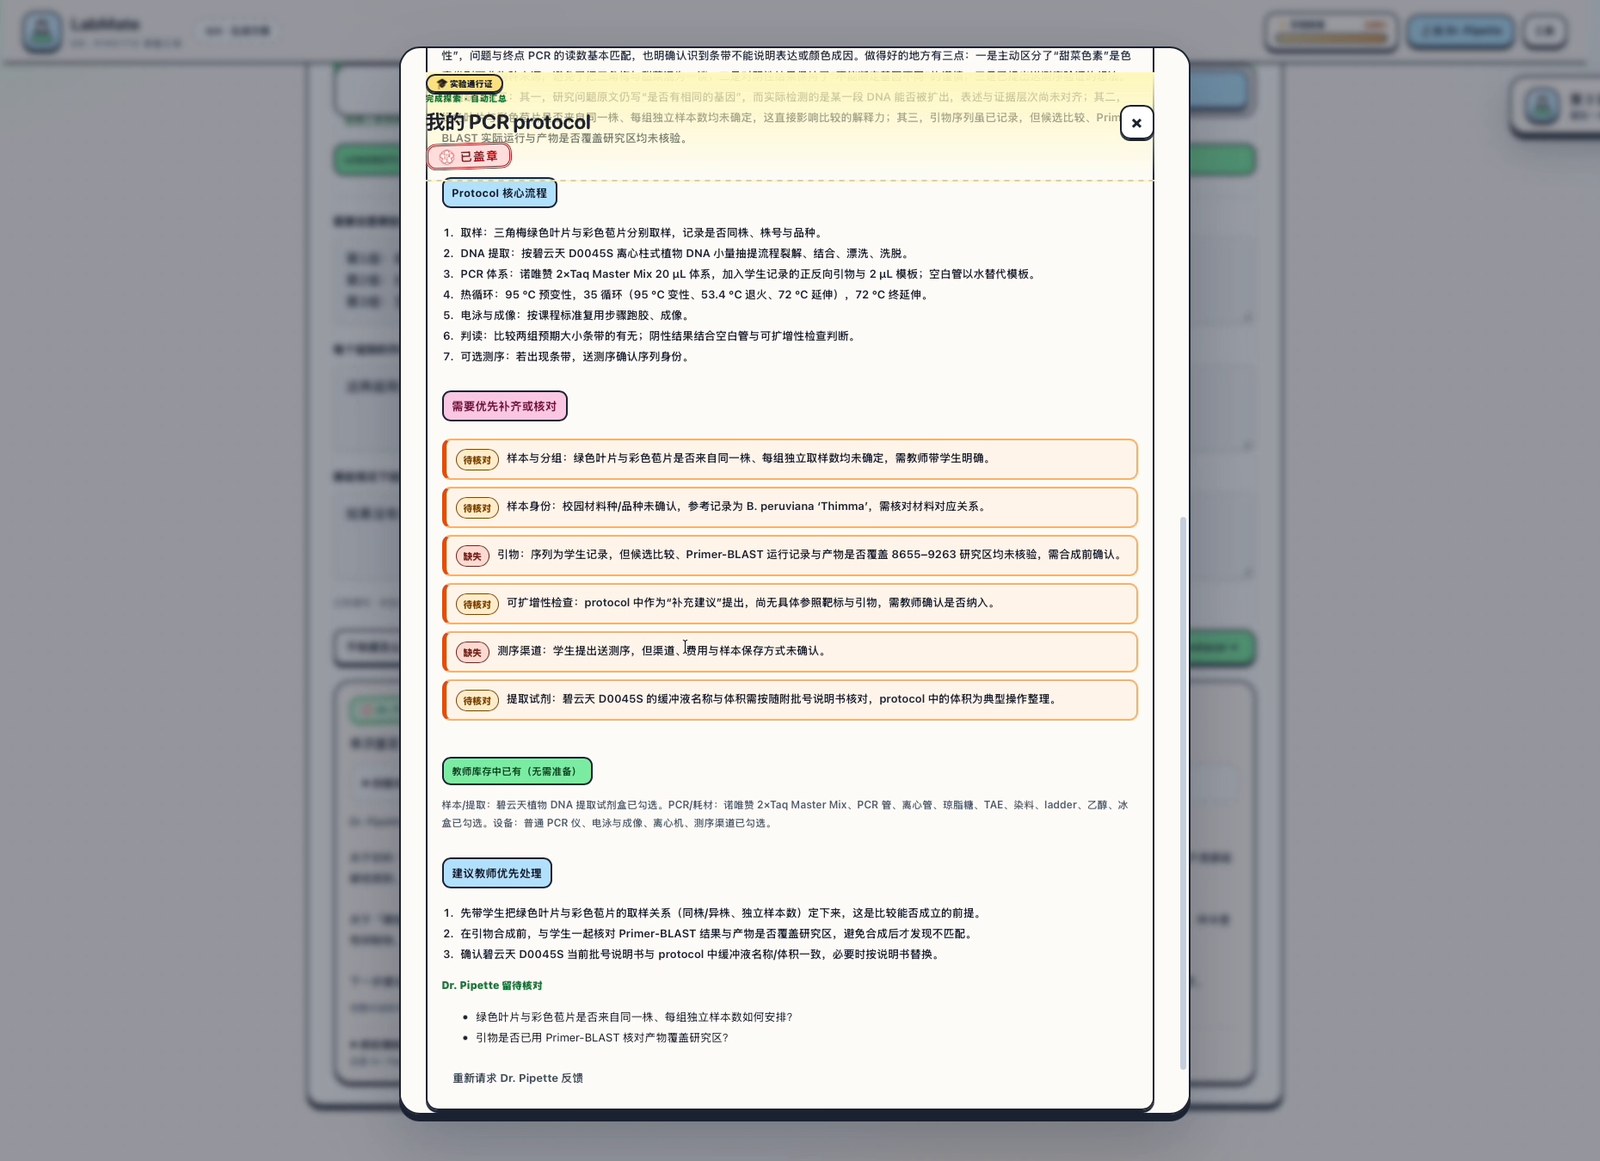 LabMate
性”，问题与终点 PCR 的读数基本匹配，也明确认识到条带不能说明表达或颜色成因。做得好的地方有三点：一是主动区分了“甜菜色素”是色
🎓 实验通行证
完成探索·自动汇总
：其一，研究问题原文仍写“是否有相同的基因”，而实际检测的是某一段 DNA 能否被扩出，表述与证据层次尚未对齐；其二，
我的 PCR protocol
是否来自同一株、每组独立样本数均未确定，这直接影响比较的解释力；其三，引物序列虽已记录，但候选比较、Prim
BLAST 实际运行与产物是否覆盖研究区均未核验。
已盖章
Protocol 核心流程
1. 取样：三角梅绿色叶片与彩色苞片分别取样，记录是否同株、株号与品种。
2. DNA 提取：按碧云天 D0045S 离心柱式植物 DNA 小量抽提流程裂解、结合、漂洗、洗脱。
3. PCR 体系：诺唯赞 2×Taq Master Mix 20 μL 体系，加入学生记录的正反向引物与 2 μL 模板；空白管以水替代模板。
4. 热循环：95 °C 预变性，35 循环（95 °C 变性、53.4 °C 退火、72 °C 延伸），72 °C 终延伸。
5. 电泳与成像：按课程标准复用步骤跑胶、成像。
6. 判读：比较两组预期大小条带的有无；阴性结果结合空白管与可扩增性检查判断。
7. 可选测序：若出现条带，送测序确认序列身份。
需要优先补齐或核对
待核对 样本与分组：绿色叶片与彩色苞片是否来自同一株、每组独立取样数均未确定，需教师带学生明确。
待核对 样本身份：校园材料种/品种未确认，参考记录为 B. peruviana ‘Thimma’，需核对材料对应关系。
缺失 引物：序列为学生记录，但候选比较、Primer-BLAST 运行记录与产物是否覆盖 8655–9263 研究区均未核验，需合成前确认。
待核对 可扩增性检查：protocol 中作为“补充建议”提出，尚无具体参照靶标与引物，需教师确认是否纳入。
缺失 测序渠道：学生提出送测序，但渠道、费用与样本保存方式未确认。
待核对 提取试剂：碧云天 D0045S 的缓冲液名称与体积需按随附批号说明书核对，protocol 中的体积为典型操作整理。
教师库存中已有（无需准备）
样本/提取：碧云天植物 DNA 提取试剂盒已勾选。PCR/耗材：诺唯赞 2×Taq Master Mix、PCR 管、离心管、琼脂糖、TAE、染料、ladder、乙醇、冰
盒已勾选。设备：普通 PCR 仪、电泳与成像、离心机、测序渠道已勾选。
建议教师优先处理
1. 先带学生把绿色叶片与彩色苞片的取样关系（同株/异株、独立样本数）定下来，这是比较能否成立的前提。
2. 在引物合成前，与学生一起核对 Primer-BLAST 结果与产物是否覆盖研究区，避免合成后才发现不匹配。
3. 确认碧云天 D0045S 当前批号说明书与 protocol 中缓冲液名称/体积一致，必要时按说明书替换。
Dr. Pipette 留待核对
• 绿色叶片与彩色苞片是否来自同一株、每组独立样本数如何安排?
• 引物是否已用 Primer-BLAST 核对产物覆盖研究区?
重新请求 Dr. Pipette 反馈